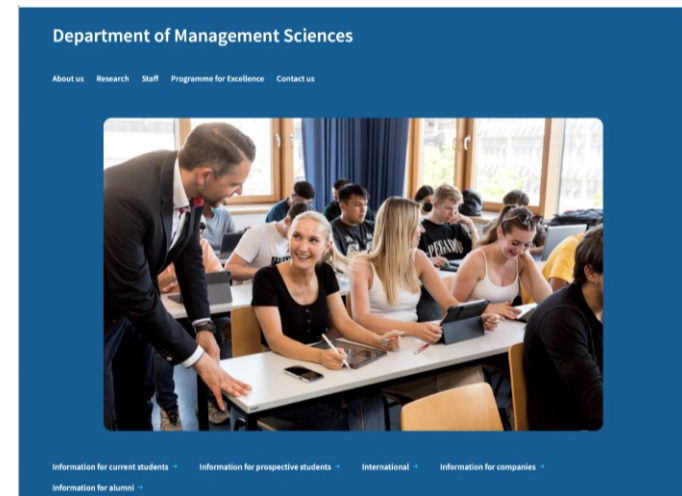 Department of Management Sciences
About us Research Staff Programme for Excellence Contact us
PEGADOR
Information for current students → Information for prospective students → International → Information for companies →
Information for alumni →